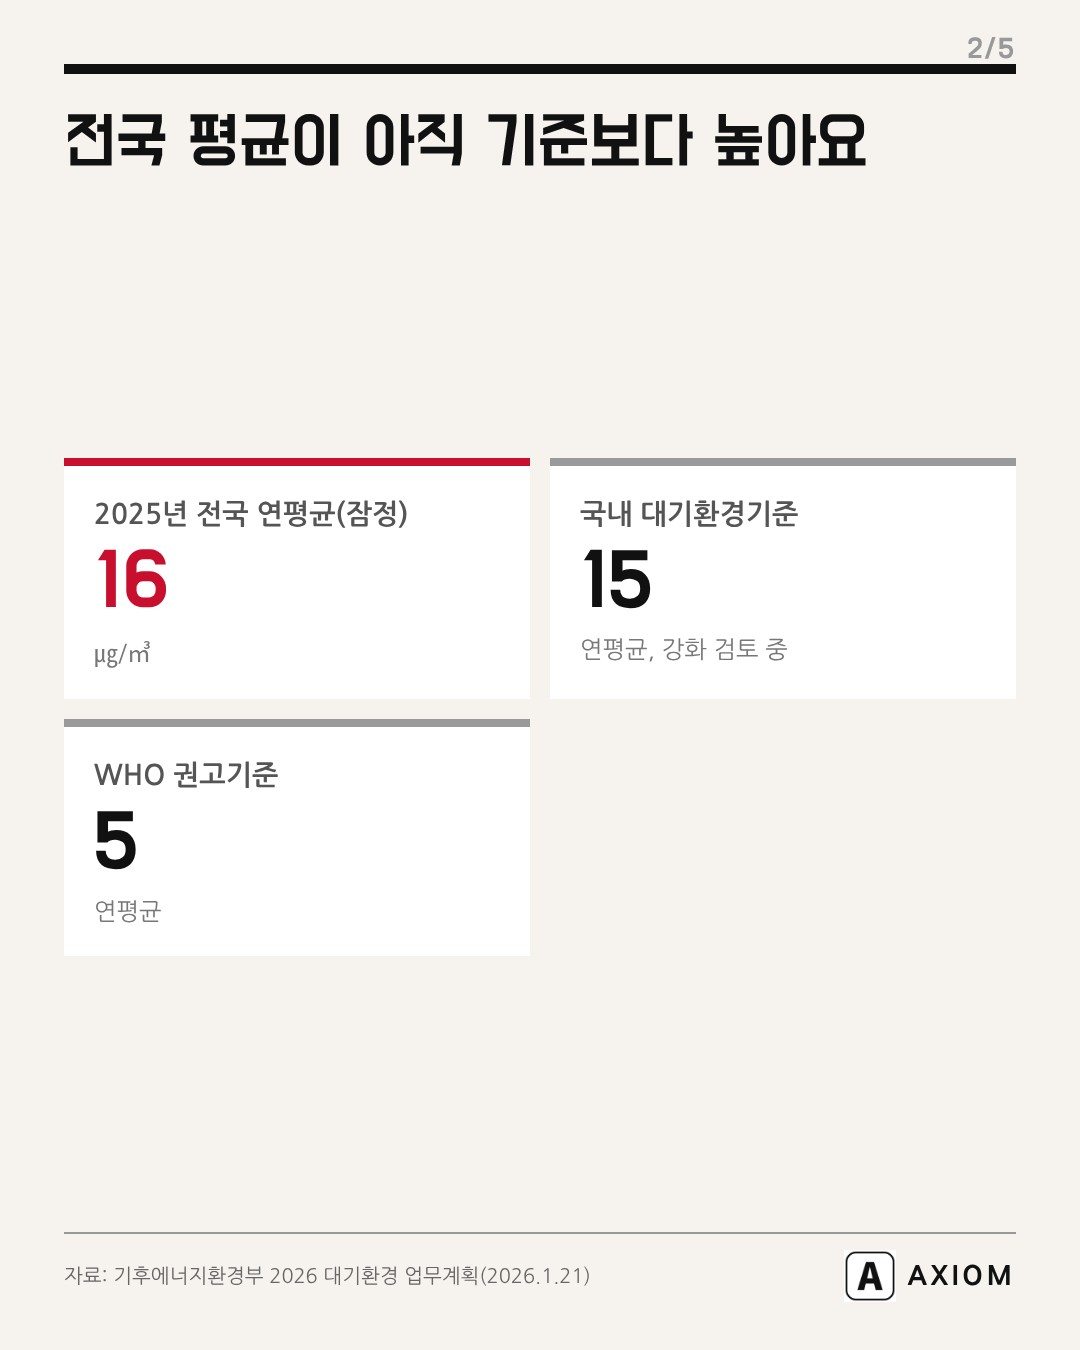 2/5
전국 평균이 아직 기준보다 높아요
2025년 전국 연평균(잠정)
16
µg/㎥
국내 대기환경기준
15
연평균, 강화 검토 중
WHO 권고기준
5
연평균
자료: 기후에너지환경부 2026 대기환경 업무계획(2026.1.21)
A AXIOM